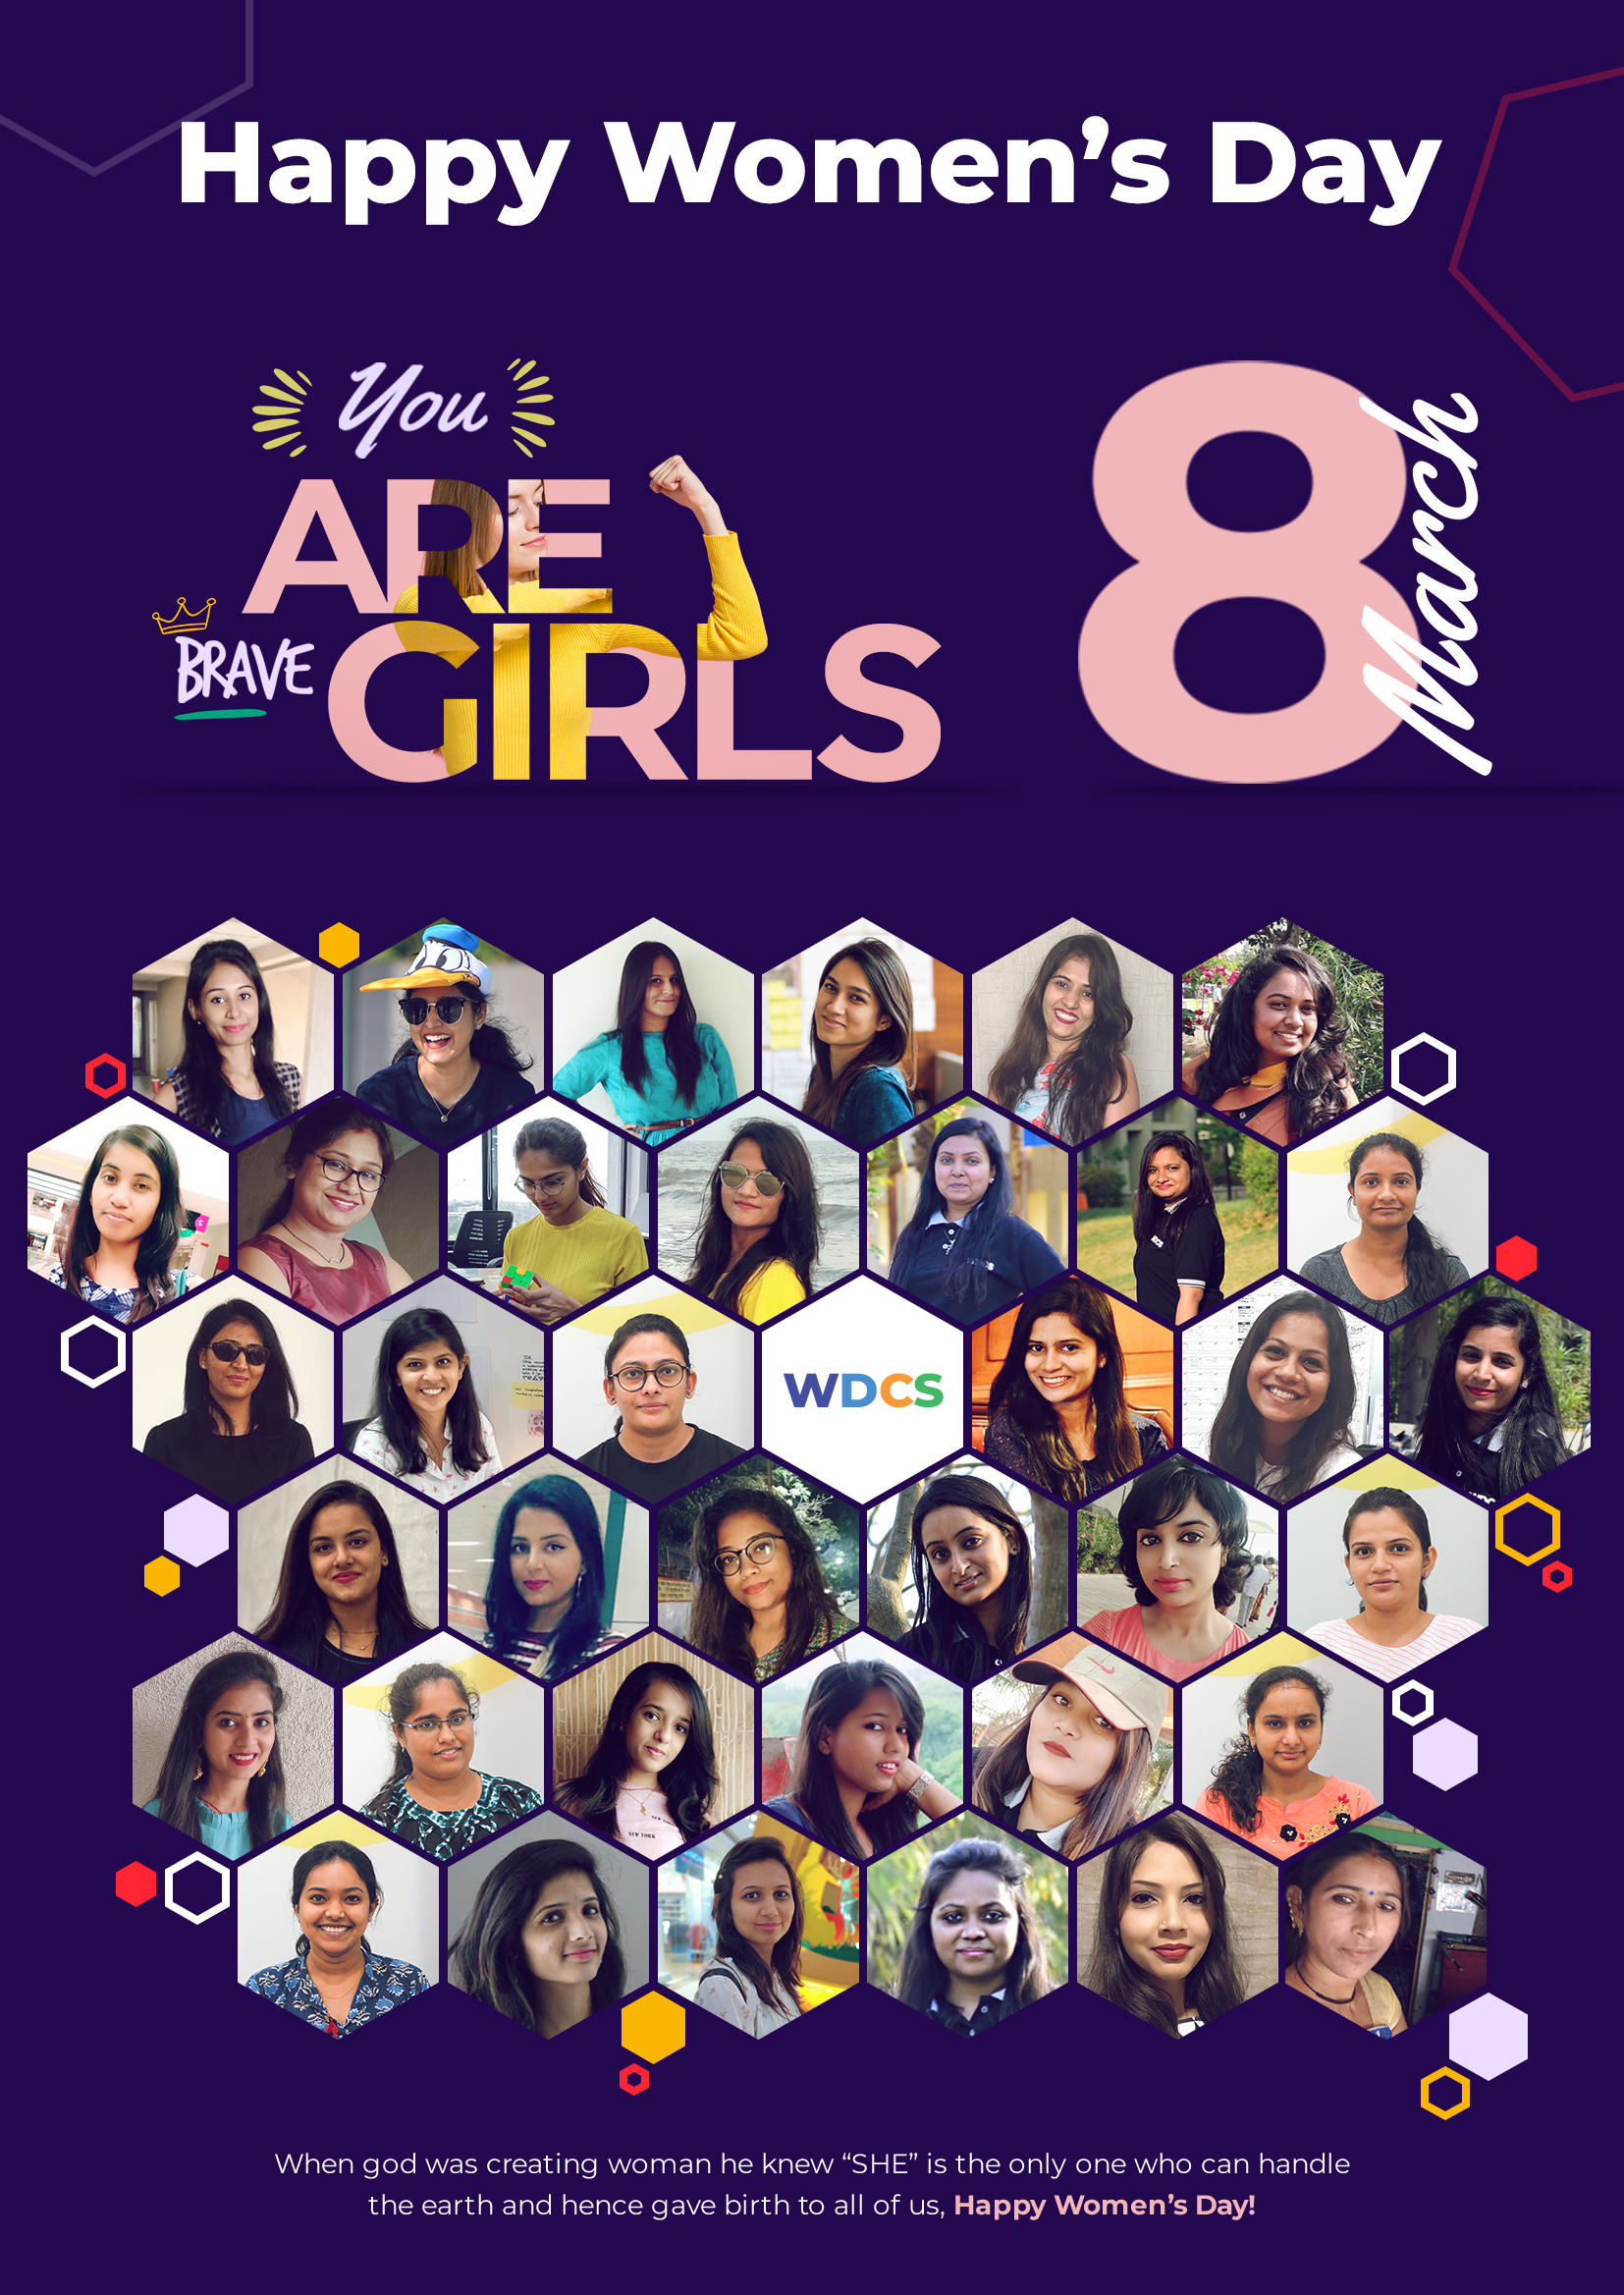 Happy Women’s Day
You
ARE
BRAVE
GIRLS
8
March
WDCS
NEW YORK
When god was creating woman he knew “SHE” is the only one who can handle
the earth and hence gave birth to all of us, Happy Women’s Day!